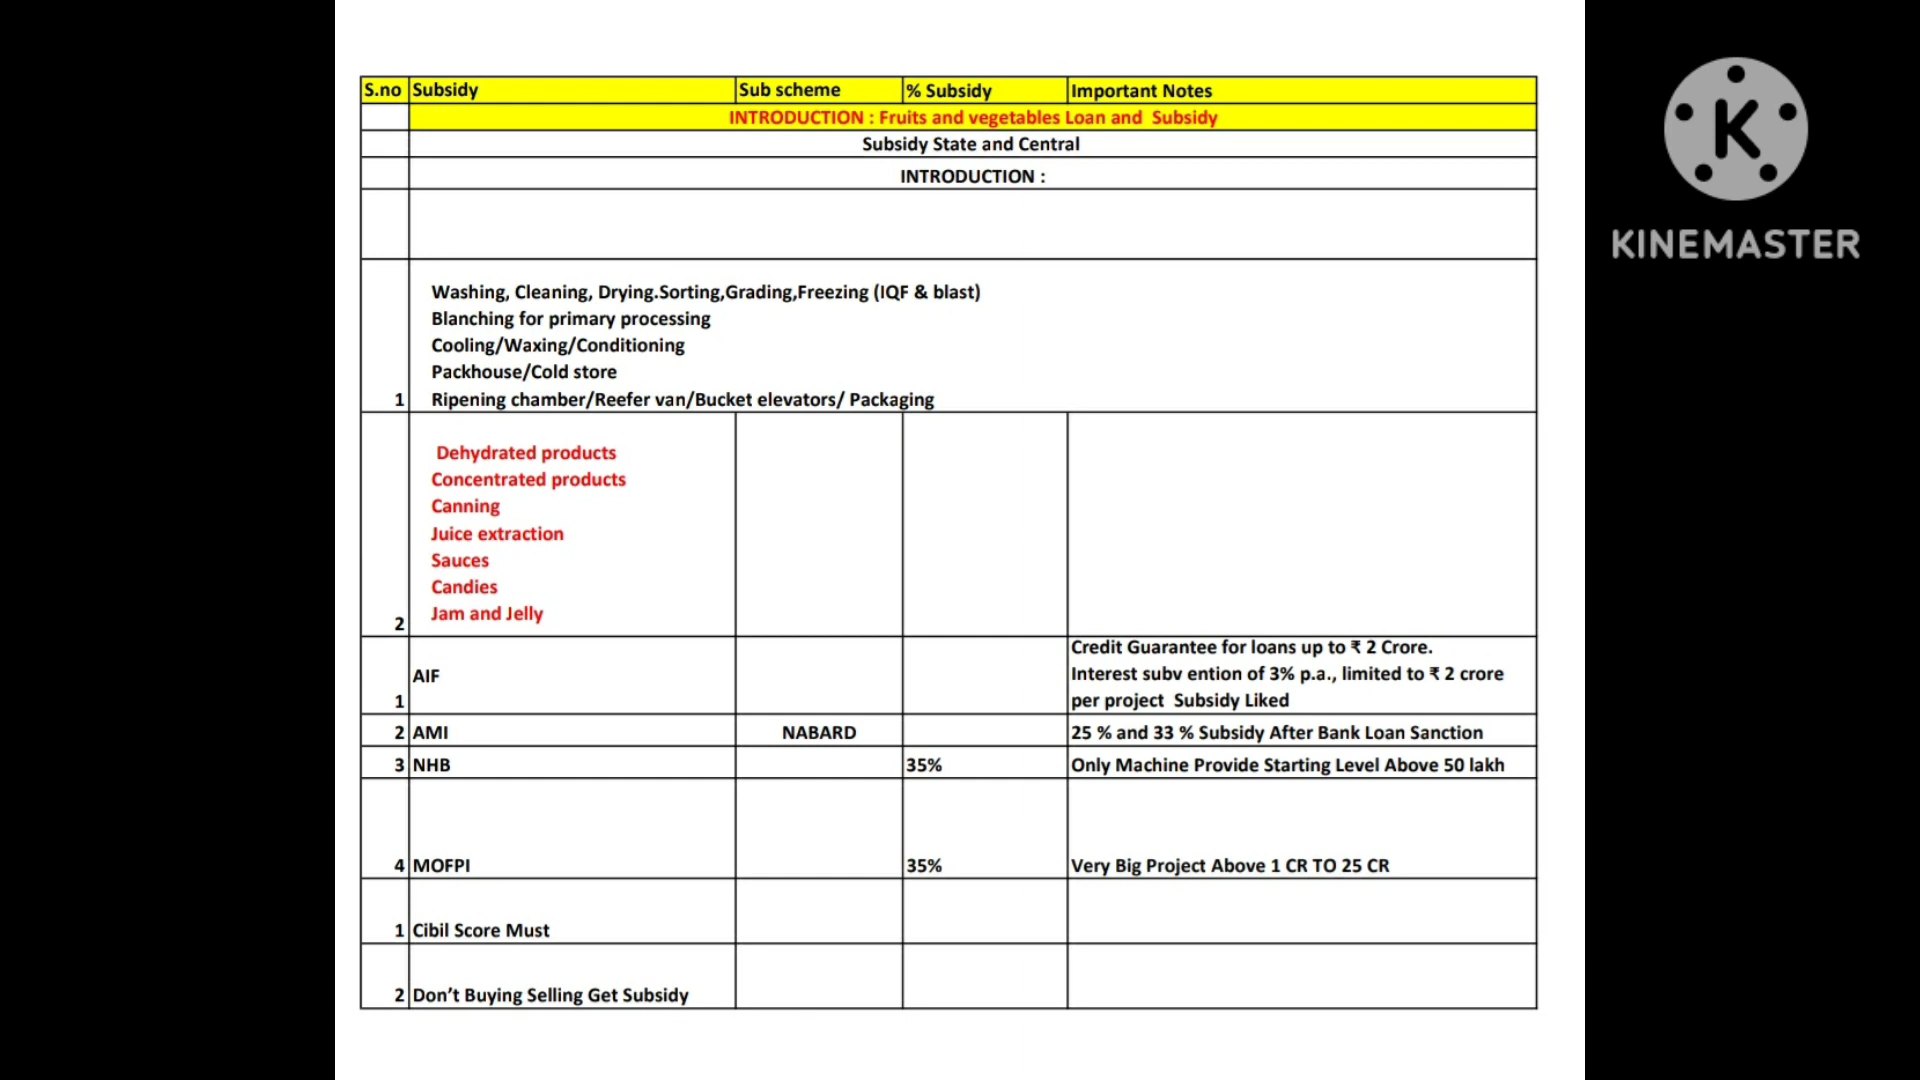 S.no Subsidy Sub scheme % Subsidy Important Notes
INTRODUCTION : Fruits and vegetables Loan and Subsidy
Subsidy State and Central
INTRODUCTION :
Washing, Cleaning, Drying.Sorting,Grading,Freezing (IQF & blast)
Blanching for primary processing
Cooling/Waxing/Conditioning
Packhouse/Cold store
1 Ripening chamber/Reefer van/Bucket elevators/ Packaging
Dehydrated products
Concentrated products
Canning
Juice extraction
Sauces
Candies
Jam and Jelly
2
Credit Guarantee for loans up to ₹ 2 Crore.
AIF Interest subv ention of 3% p.a., limited to ₹ 2 crore
1 per project Subsidy Liked
2 AMI NABARD 25 % and 33 % Subsidy After Bank Loan Sanction
3 NHB 35% Only Machine Provide Starting Level Above 50 lakh
4 MOFPI 35% Very Big Project Above 1 CR TO 25 CR
1 Cibil Score Must
2 Don't Buying Selling Get Subsidy
K
KINEMASTER